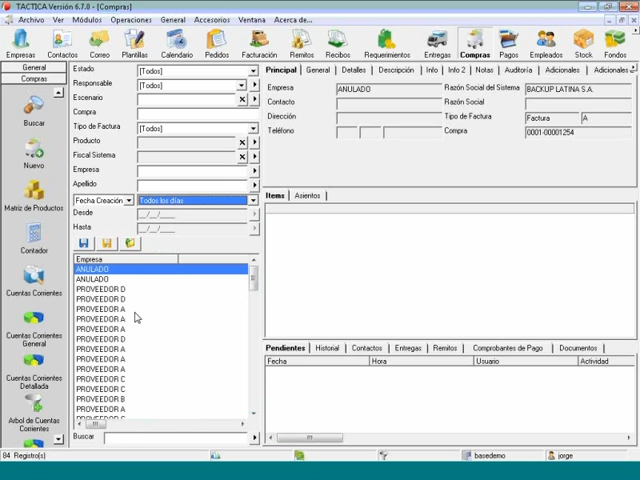 TACTICA Versión 6.7.0 - [Compras]
Archivo Ver Módulos Operaciones General Accesorios Ventana Acerca de...
Empresas Contactos Correo Plantillas Calendario Pedidos Facturación Remitos Recibos Requerimientos Entregas Compras Pagos Empleados Stock Fondos
General
Compras
Buscar
Nuevo
Matriz de Productos
Contador
Cuentas Corrientes
Cuentas Corrientes General
Cuentas Corrientes Detallada
Arbol de Cuentas Corrientes
Estado [Todos]
Responsable [Todos]
Escenario
Compra
Tipo de Factura [Todos]
Producto
Fiscal Sistema
Empresa
Apellido
Fecha Creación Todos los días
Desde __/__/____
Hasta __/__/____
Empresa
ANULADO
ANULADO
PROVEEDOR D
PROVEEDOR D
PROVEEDOR A
PROVEEDOR A
PROVEEDOR A
PROVEEDOR D
PROVEEDOR A
PROVEEDOR A
PROVEEDOR A
PROVEEDOR C
PROVEEDOR C
PROVEEDOR B
PROVEEDOR A
Buscar
Principal General Detalles Descripción Info Info 2 Notas Auditoría Adicionales Adicionales
Empresa ANULADO Razón Social del Sistema BACKUP LATINA S.A.
Contacto Razón Social
Dirección Tipo de Factura Factura A
Teléfono Compra 0001-00001254
Items Asientos
Pendientes Historial Contactos Entregas Remitos Comprobantes de Pago Documentos
Fecha Hora Usuario Actividad
84 Registro(s) basedemo jorge